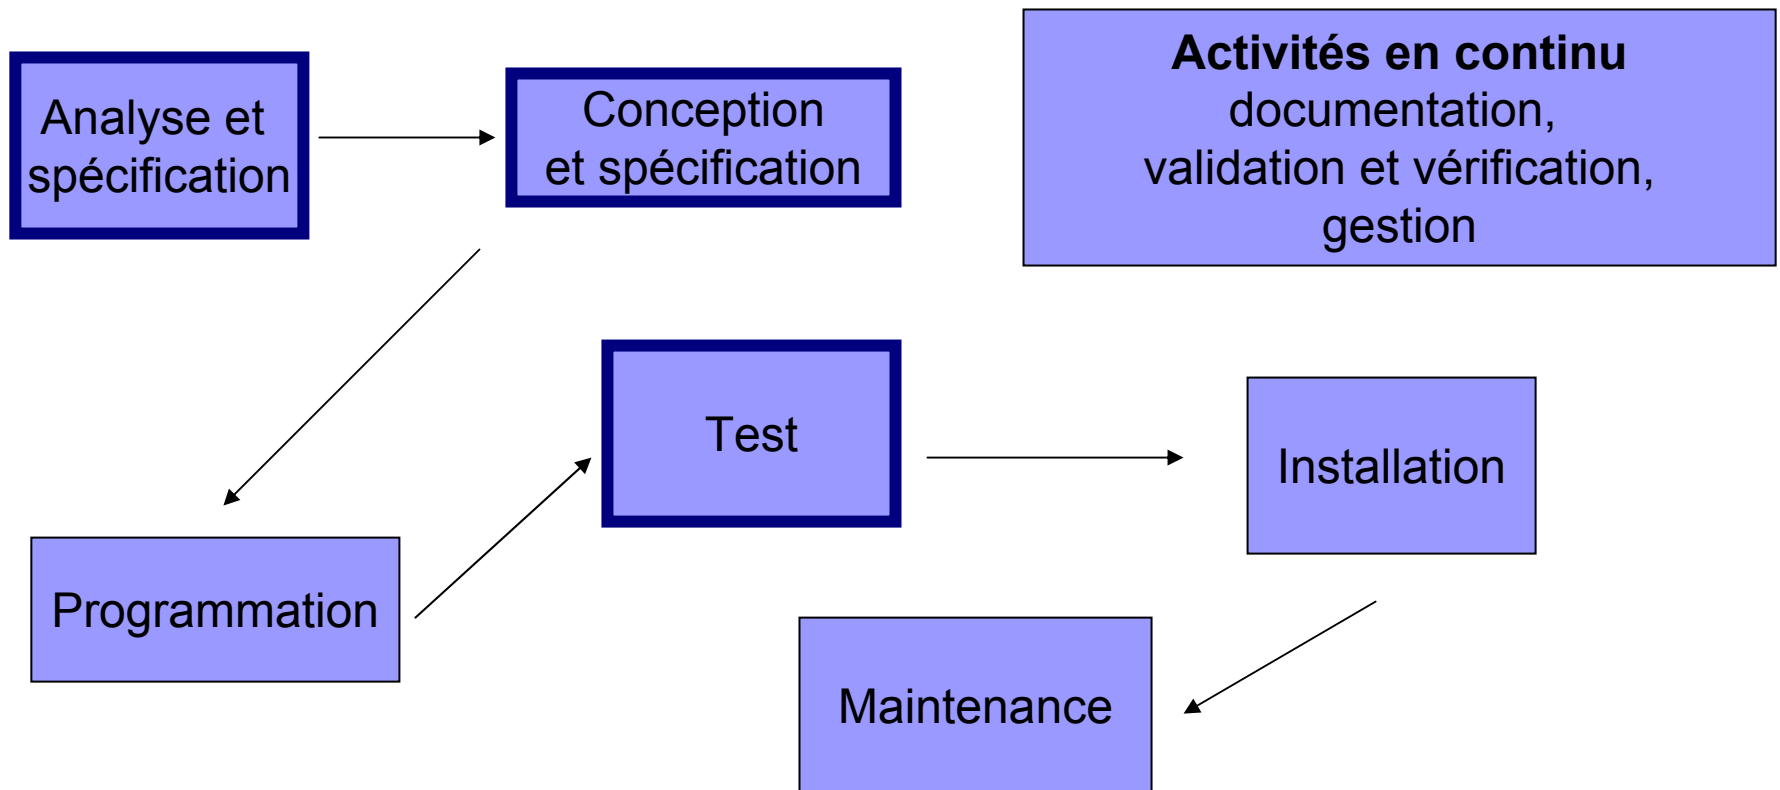 Analyse et
spécification
Conception
et spécification
Activités en continu
documentation,
validation et vérification,
gestion
Test
Installation
Programmation
Maintenance